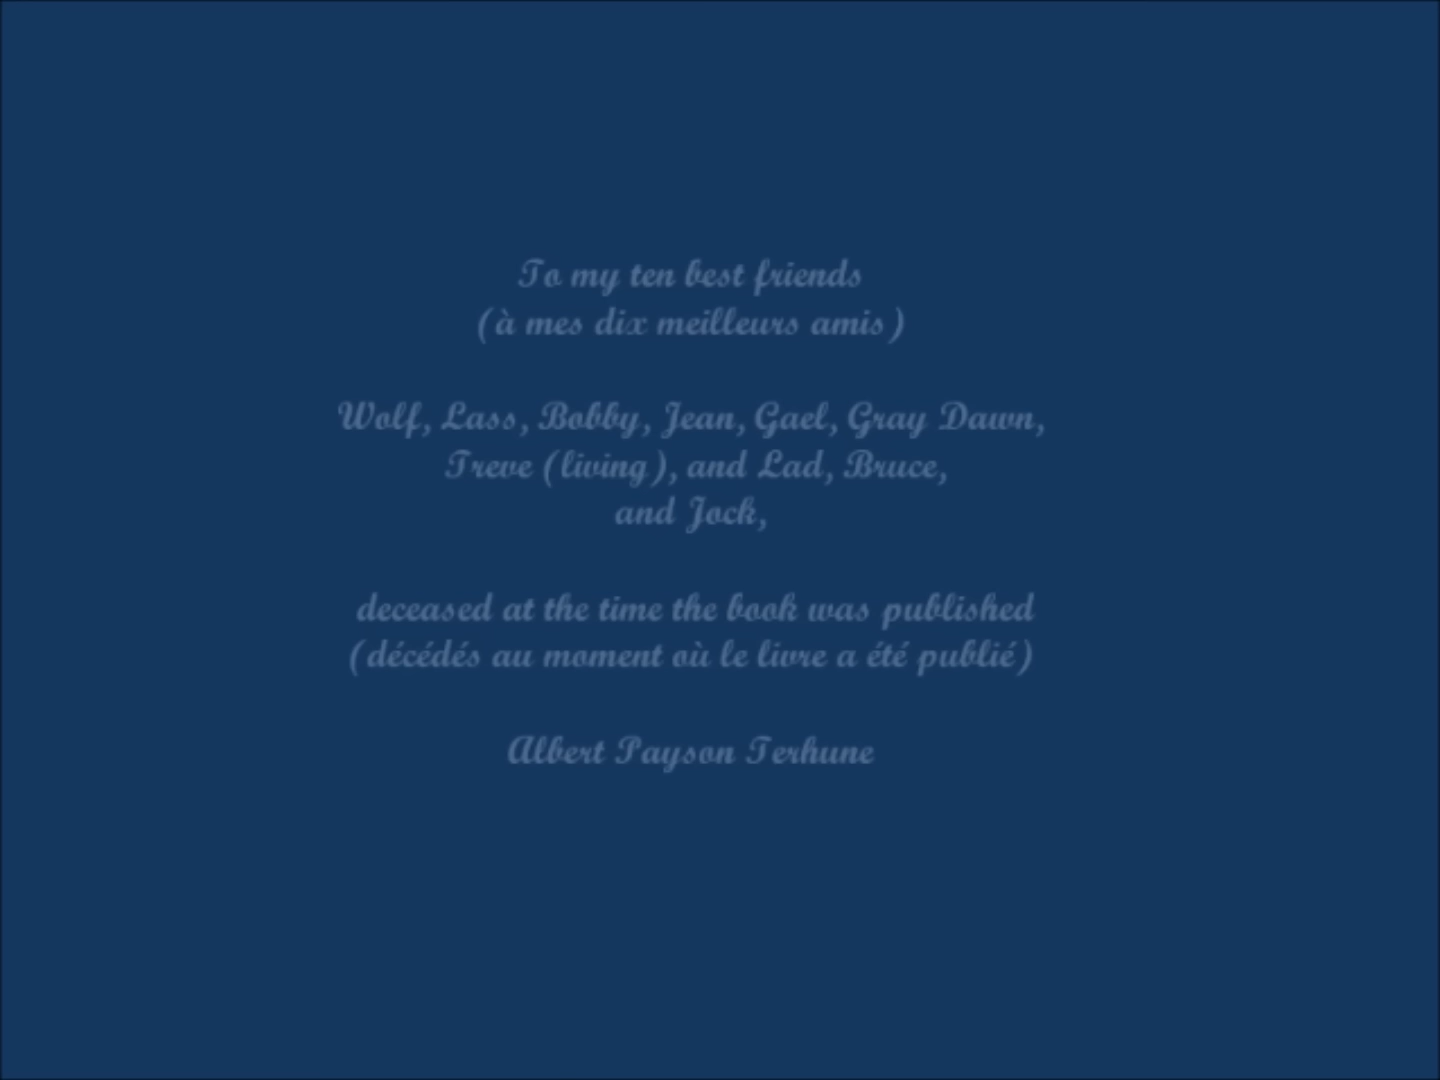 To my ten best friends
(à mes dix meilleurs amis)
Wolf, Lass, Bobby, Jean, Gael, Gray Dawn,
Treve (living), and Lad, Bruce,
and Jock,
deceased at the time the book was published
(décédés au moment où le livre a été publié)
Albert Payson Terhune